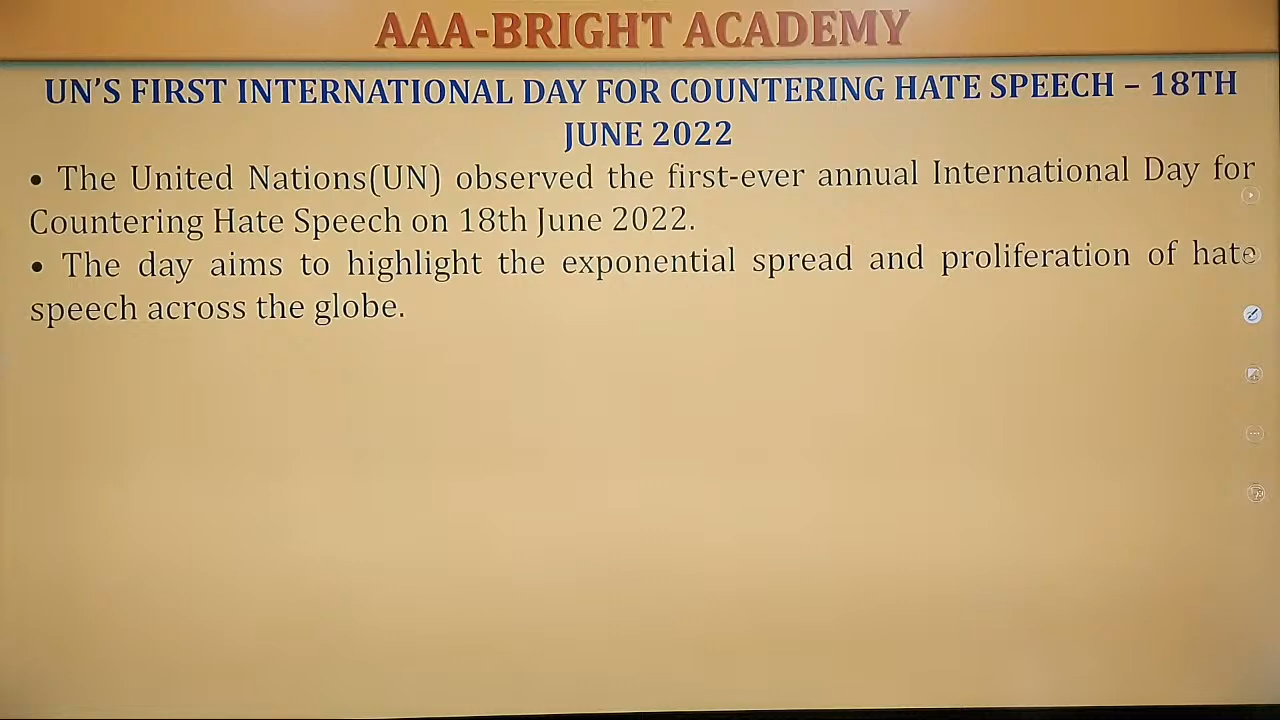 AAA-BRIGHT ACADEMY
UN'S FIRST INTERNATIONAL DAY FOR COUNTERING HATE SPEECH – 18TH
JUNE 2022
• The United Nations(UN) observed the first-ever annual International Day for
Countering Hate Speech on 18th June 2022.
• The day aims to highlight the exponential spread and proliferation of hate
speech across the globe.